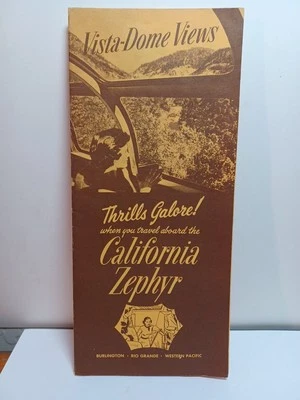 Vista-Dome Views
Thrills Galore!
when you travel aboard the
California
Zephyr
BURLINGTON • RIO GRANDE • WESTERN PACIFIC